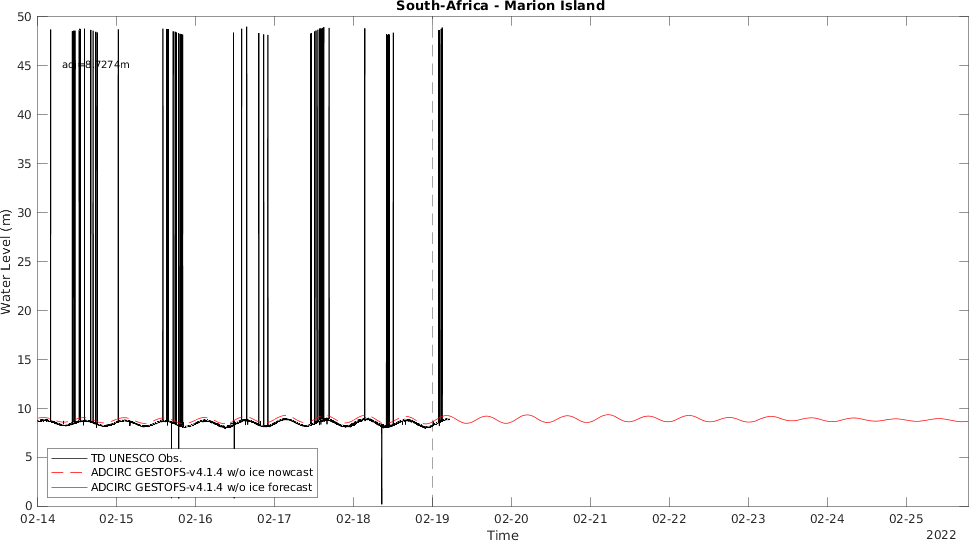 South-Africa - Marion Island
50
45
40
35
30
25
20
15
10
5
0
Water Level (m)
TD UNESCO Obs.
ADCIRC GESTOFS-v4.1.4 w/o ice nowcast
ADCIRC GESTOFS-v4.1.4 w/o ice forecast
02-14 02-15 02-16 02-17 02-18 02-19 02-20 02-21 02-22 02-23 02-24 02-25
Time
2022